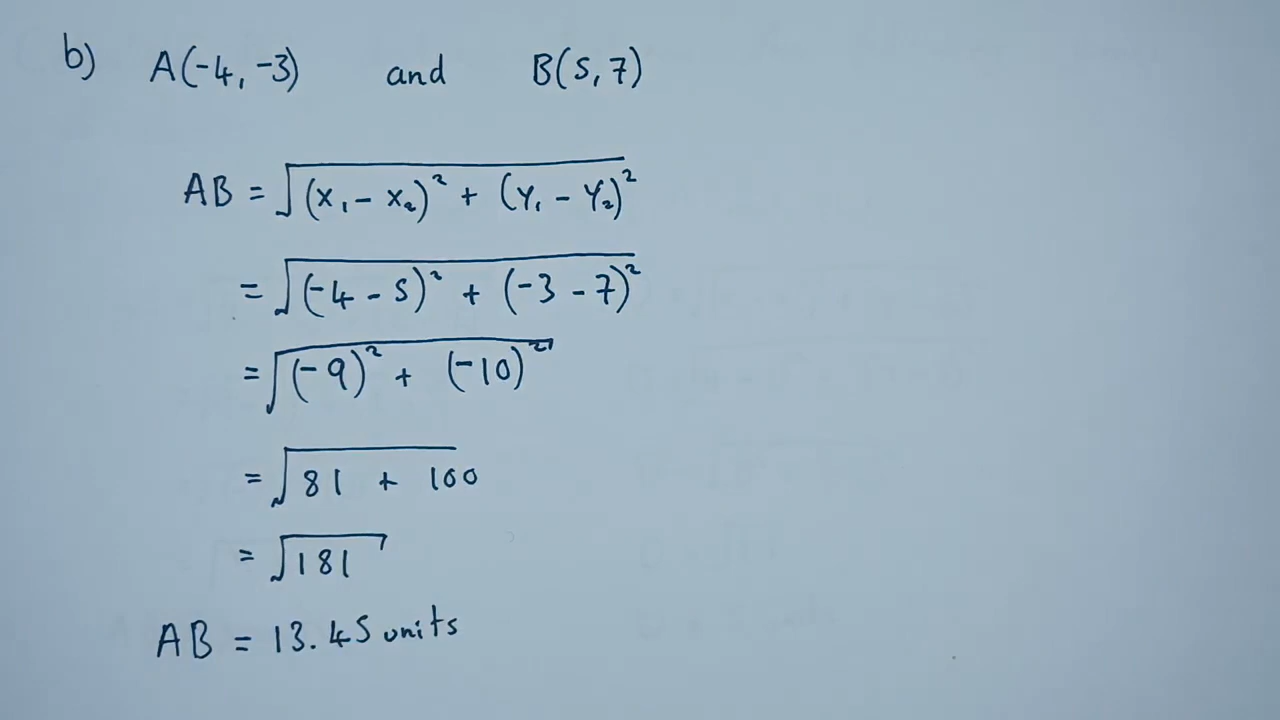 b) A(-4, -3) and B(5, 7)
AB = √(x₁ - x₂)² + (y₁ - y₂)²
= √(-4 - 5)² + (-3 - 7)²
= √(-9)² + (-10)²
= √81 + 100
= √181
AB = 13.45 units